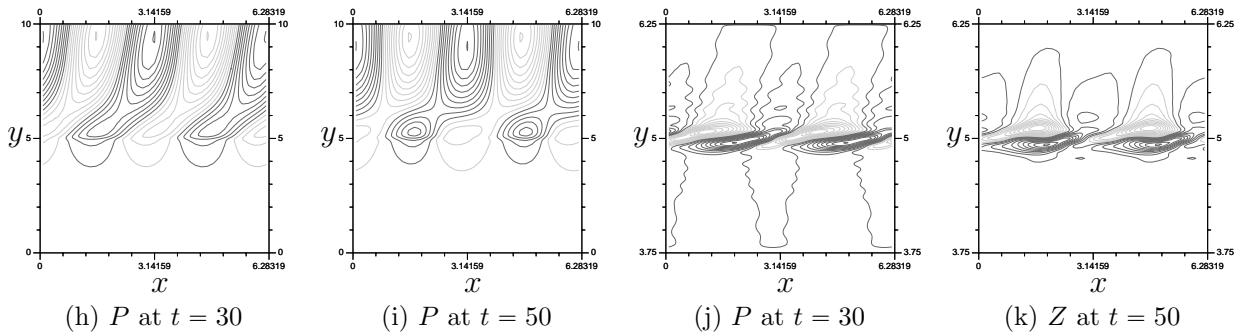 0 3.14159 6.28319 0 3.14159 6.28319 0 3.14159 6.28319 0 3.14159 6.28319
10 10 10 10 6.25 6.25 6.25 6.25
y 5 5 y 5 5 y 5 5 y 5 5
0 0 0 0 3.75 3.75 3.75 3.75
0 3.14159 6.28319 0 3.14159 6.28319 0 3.14159 6.28319 0 3.14159 6.28319
x x x x
(h) P at t = 30 (i) P at t = 50 (j) P at t = 30 (k) Z at t = 50